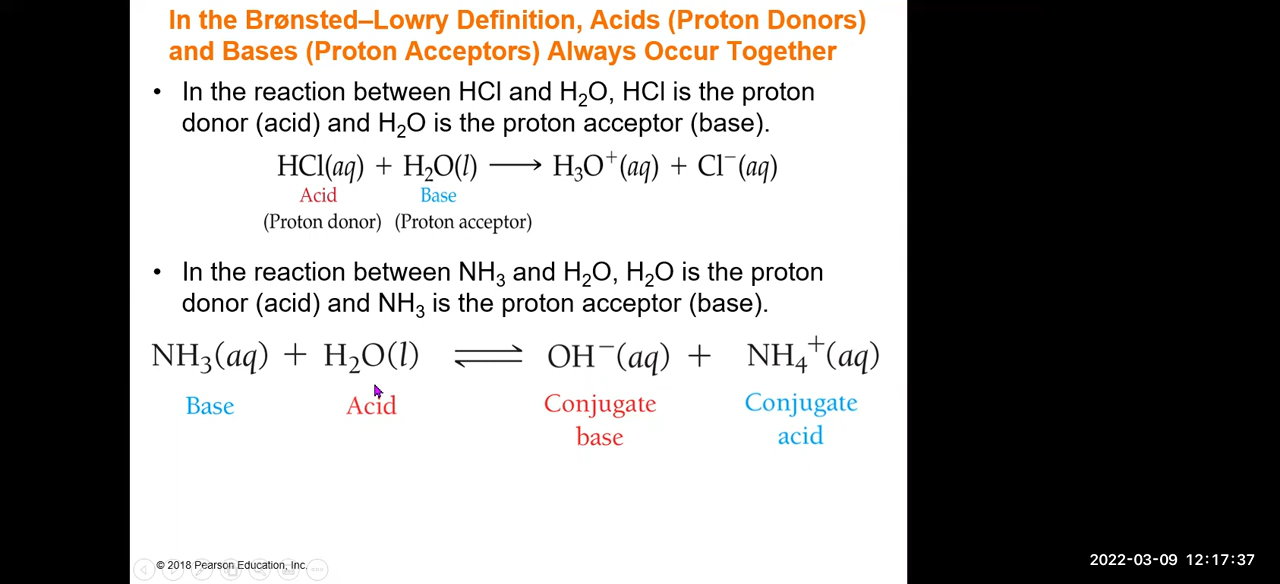 In the Brønsted–Lowry Definition, Acids (Proton Donors)
and Bases (Proton Acceptors) Always Occur Together
• In the reaction between HCl and H₂O, HCl is the proton
donor (acid) and H₂O is the proton acceptor (base).
HCl(aq) + H₂O(l) ⟶ H₃O⁺(aq) + Cl⁻(aq)
Acid Base
(Proton donor) (Proton acceptor)
• In the reaction between NH₃ and H₂O, H₂O is the proton
donor (acid) and NH₃ is the proton acceptor (base).
NH₃(aq) + H₂O(l) ⇌ OH⁻(aq) + NH₄⁺(aq)
Base Acid Conjugate base Conjugate acid
© 2018 Pearson Education, Inc.
2022-03-09 12:17:37